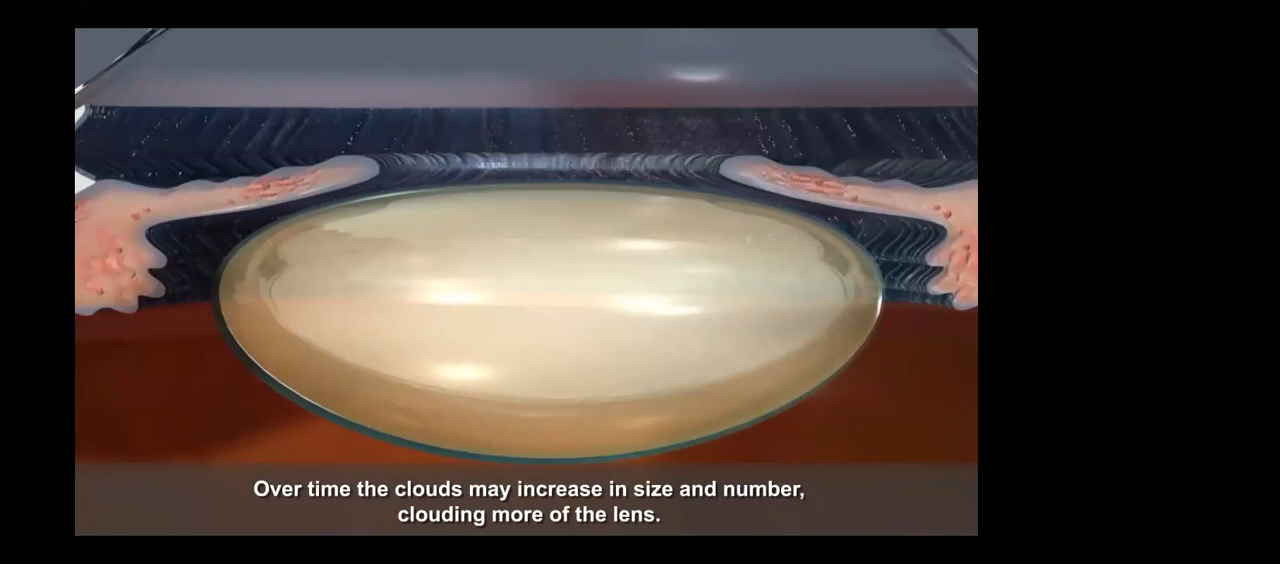 Over time the clouds may increase in size and number,
clouding more of the lens.